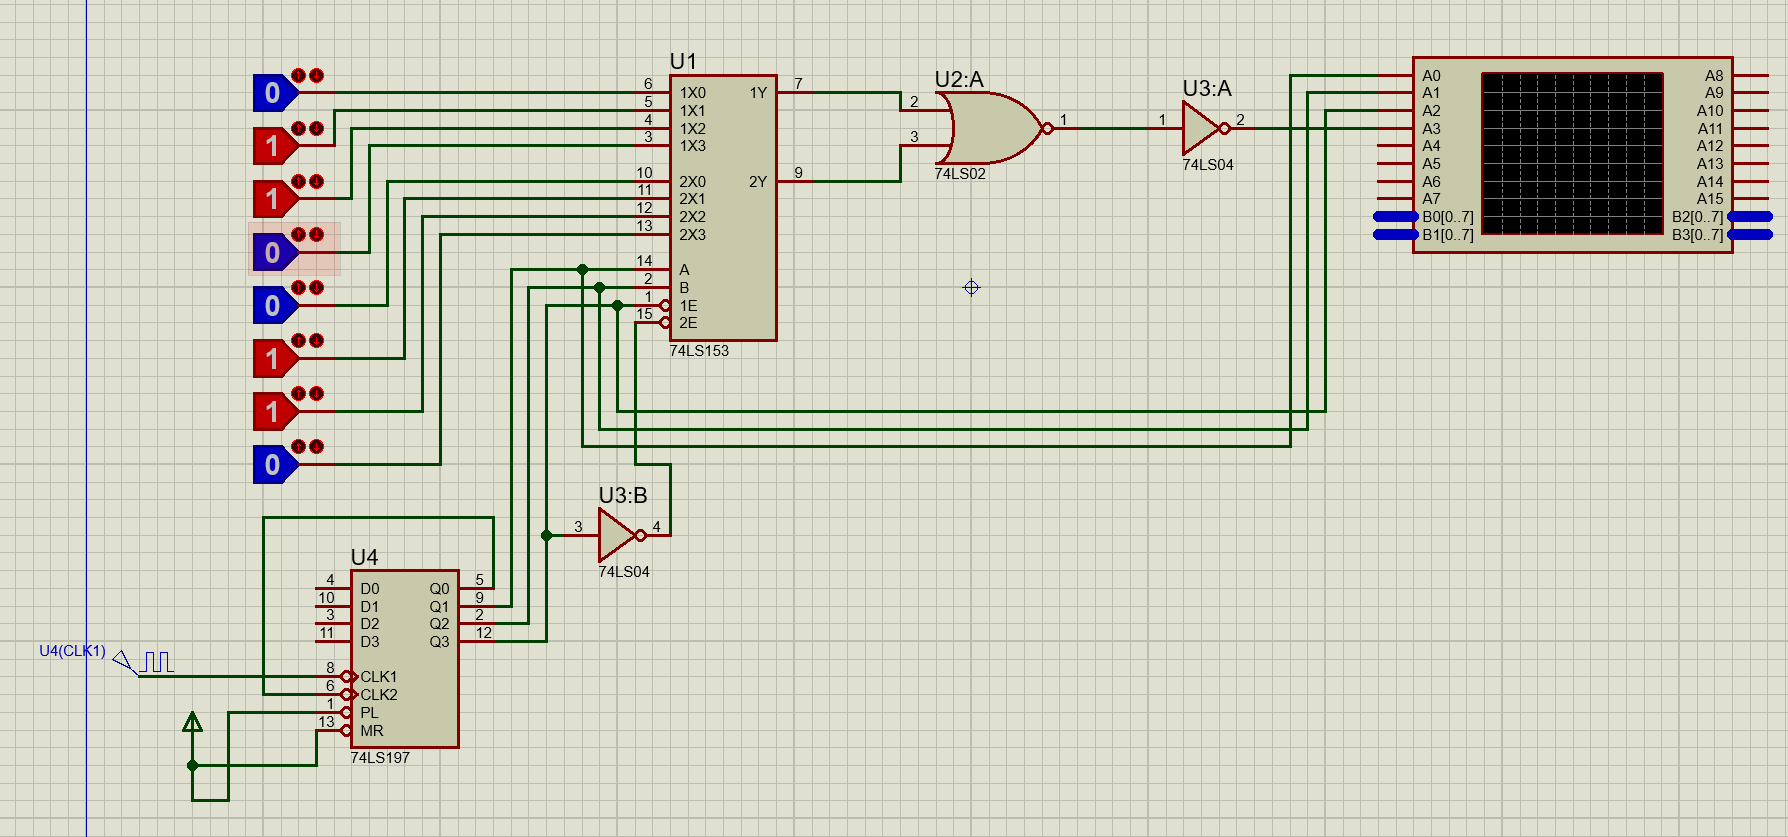 U1
0
1
1
0
0
1
1
0
6 1X0 1Y 7
5 1X1
4 1X2
3 1X3
10 2X0 2Y 9
11 2X1
12 2X2
13 2X3
14 A
2 B
1 1E
15 2E
74LS153
U2:A
2
3
1
74LS02
U3:A
1 2
74LS04
A0 A8
A1 A9
A2 A10
A3 A11
A4 A12
A5 A13
A6 A14
A7 A15
B0[0..7] B2[0..7]
B1[0..7] B3[0..7]
U3:B
3 4
74LS04
U4
4 D0 Q0 5
10 D1 Q1 9
3 D2 Q2 2
11 D3 Q3 12
U4(CLK1)
8 CLK1
6 CLK2
1 PL
13 MR
74LS197